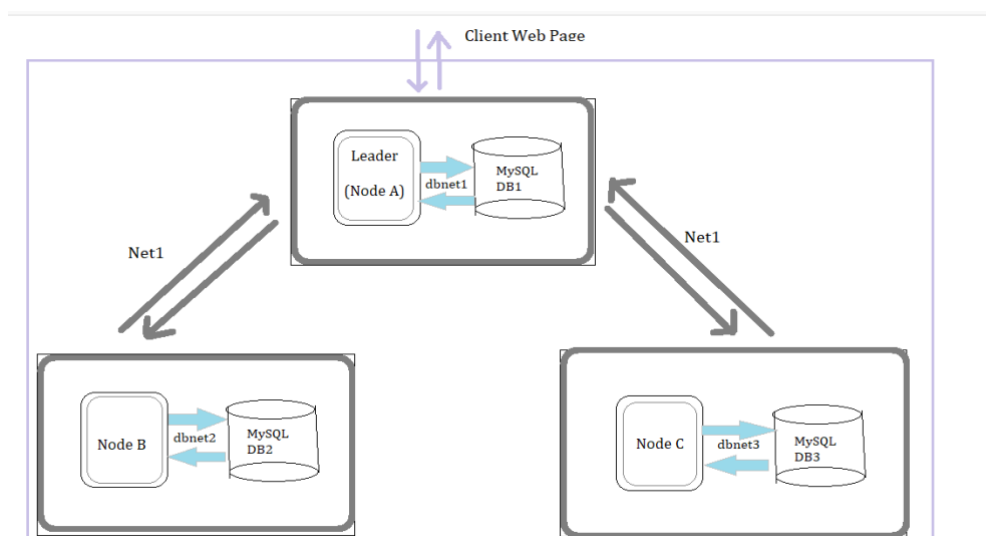 Client Web Page
Leader
(Node A)
dbnet1
MySQL
DB1
Net1
Net1
Node B
dbnet2
MySQL
DB2
Node C
dbnet3
MySQL
DB3